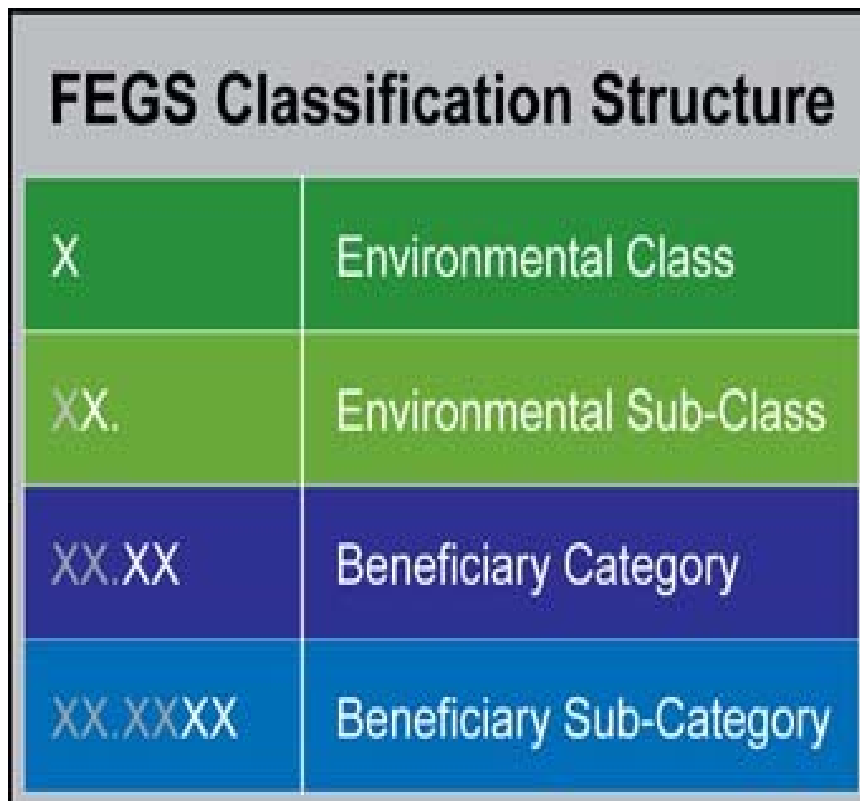 FEGS Classification Structure
X Environmental Class
XX. Environmental Sub-Class
XX.XX Beneficiary Category
XX.XXXX Beneficiary Sub-Category